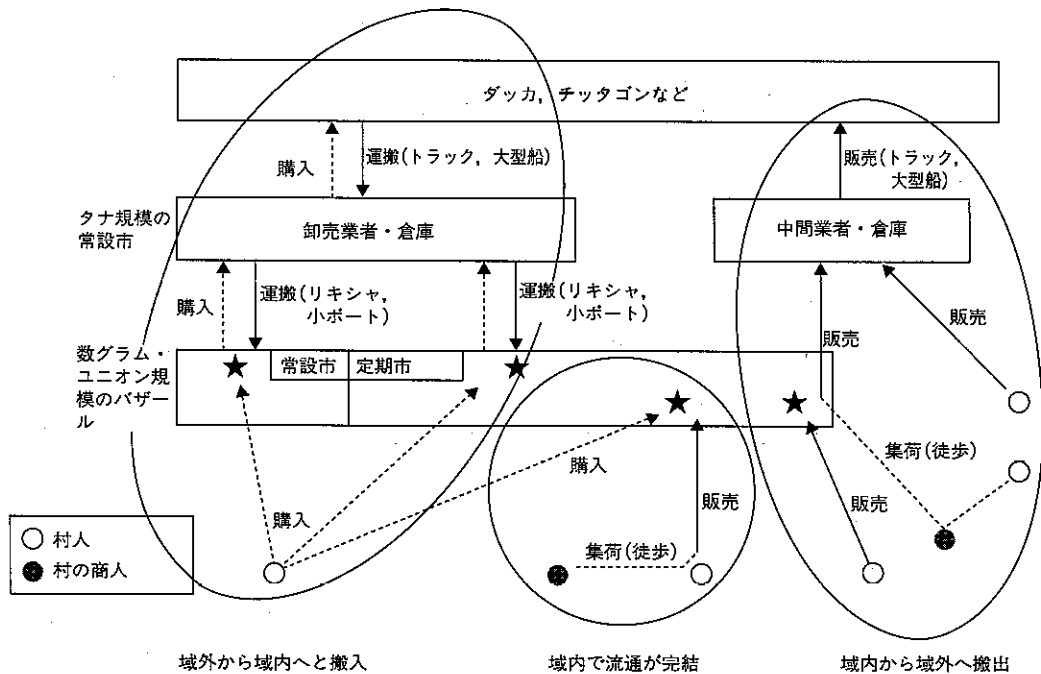 ダッカ，チッタゴンなど
購入
運搬(トラック，大型船)
販売(トラック，
大型船)
タナ規模の
常設市
卸売業者・倉庫
中間業者・倉庫
購入
運搬(リキシャ，
小ボート)
運搬(リキシャ，
小ボート)
販売
販売
数グラム・
ユニオン規
模のバザー
ル
常設市
定期市
購入
集荷(徒歩)
購入
販売
販売
村人
村の商人
集荷(徒歩)
域外から域内へと搬入
域内で流通が完結
域内から域外へ搬出